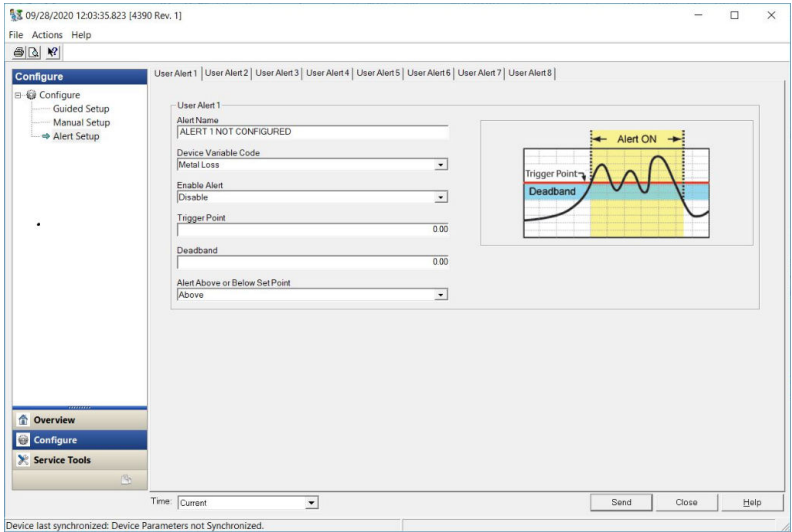 09/28/2020 12:03:35.823 [4390 Rev. 1]
File Actions Help
Configure
Configure
Guided Setup
Manual Setup
Alert Setup
User Alert 1 User Alert 2 User Alert 3 User Alert 4 User Alert 5 User Alert 6 User Alert 7 User Alert 8
User Alert 1
Alert Name
ALERT 1 NOT CONFIGURED
Device Variable Code
Metal Loss
Enable Alert
Disable
Trigger Point
0.00
Deadband
0.00
Alert Above or Below Set Point
Above
Alert ON
Trigger Point
Deadband
Overview
Configure
Service Tools
Time: Current
Send Close Help
Device last synchronized: Device Parameters not Synchronized.